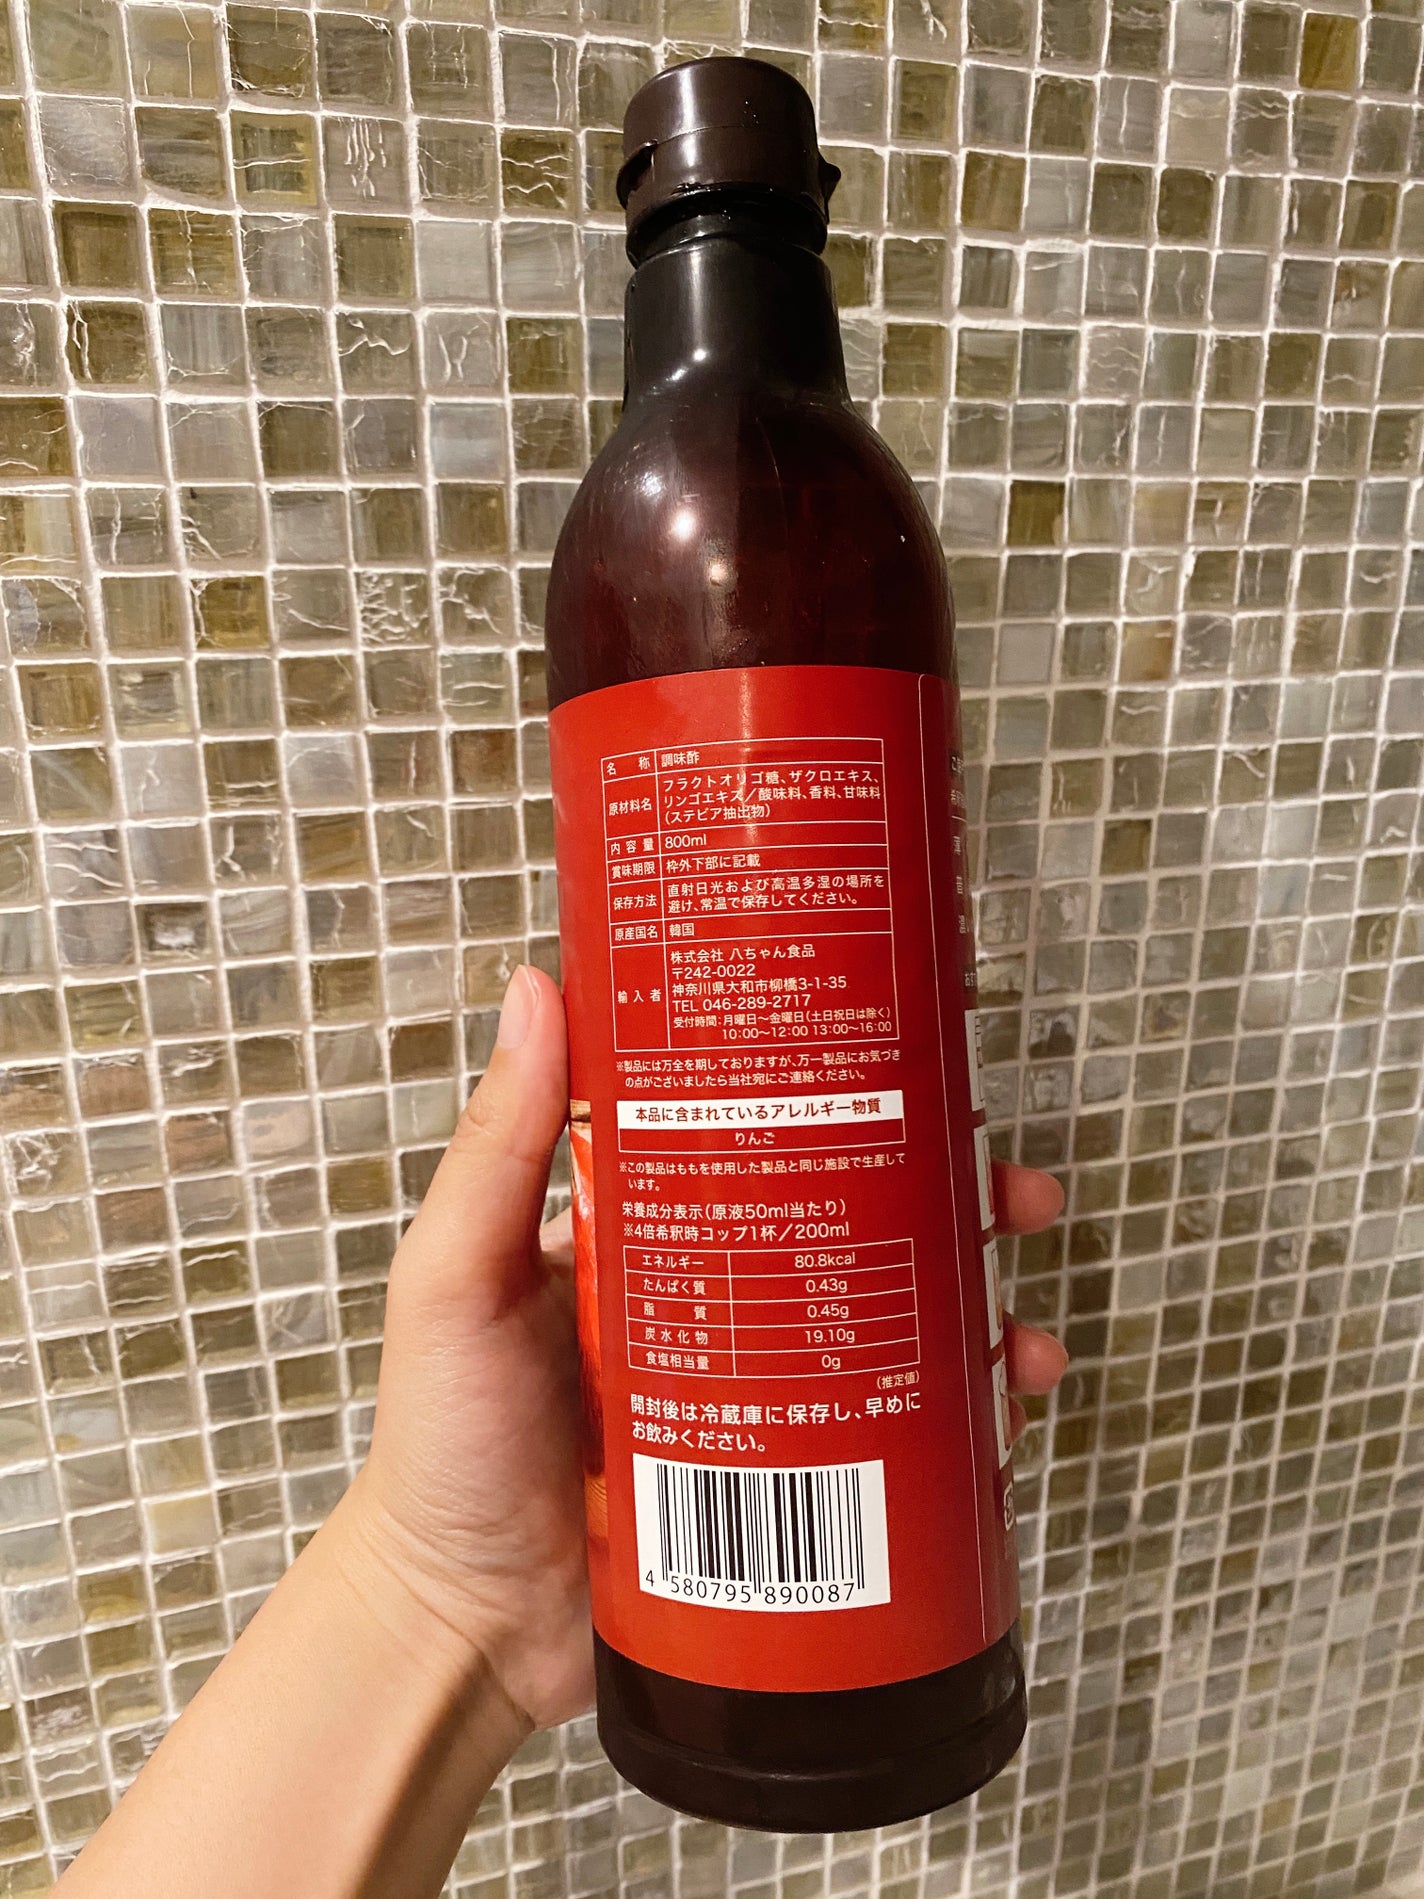 名 称 調味酢
原材料名 フラクトオリゴ糖、ザクロエキス、
リンゴエキス／酸味料、香料、甘味料
（ステビア抽出物）
内容量 800ml
賞味期限 枠外下部に記載
保存方法 直射日光および高温多湿の場所を
避け、常温で保存してください。
原産国名 韓国
輸入者 株式会社 八ちゃん食品
〒242-0022
神奈川県大和市柳橋3-1-35
TEL 046-289-2717
受付時間：月曜日〜金曜日（土日祝日は除く）
10:00〜12:00 13:00〜16:00
※製品には万全を期しておりますが、万一製品にお気づき
の点がございましたら当社宛にご連絡ください。
本品に含まれているアレルギー物質
りんご
※この製品はももを使用した製品と同じ施設で生産して
います。
栄養成分表示（原液50ml当たり）
※4倍希釈時コップ1杯／200ml
エネルギー 80.8kcal
たんぱく質 0.43g
脂 質 0.45g
炭水化物 19.10g
食塩相当量 0g
（推定値）
開封後は冷蔵庫に保存し、早めに
お飲みください。
4 580795 890087